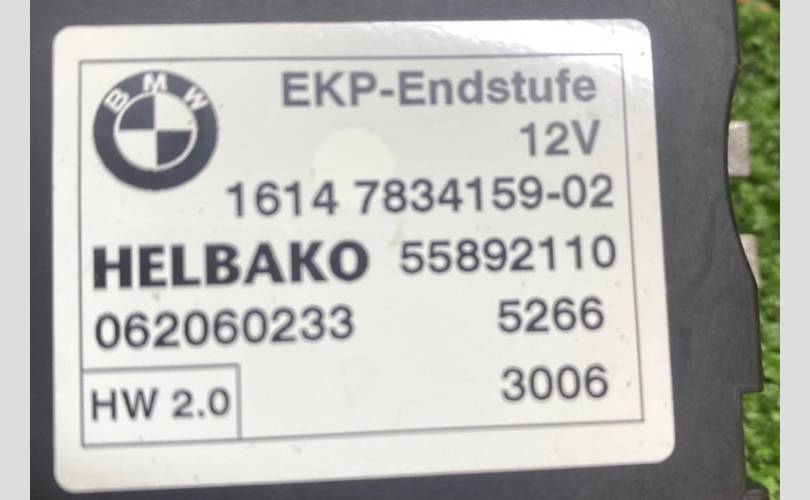 BMW
EKP-Endstufe
12V
1614 7834159-02
HELBAKO 55892110
062060233 5266
HW 2.0 3006